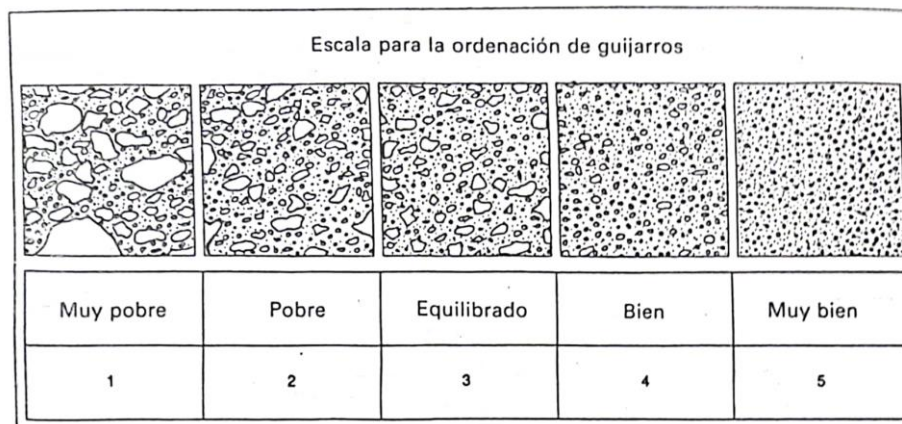 Escala para la ordenación de guijarros
Muy pobre Pobre Equilibrado Bien Muy bien
1 2 3 4 5